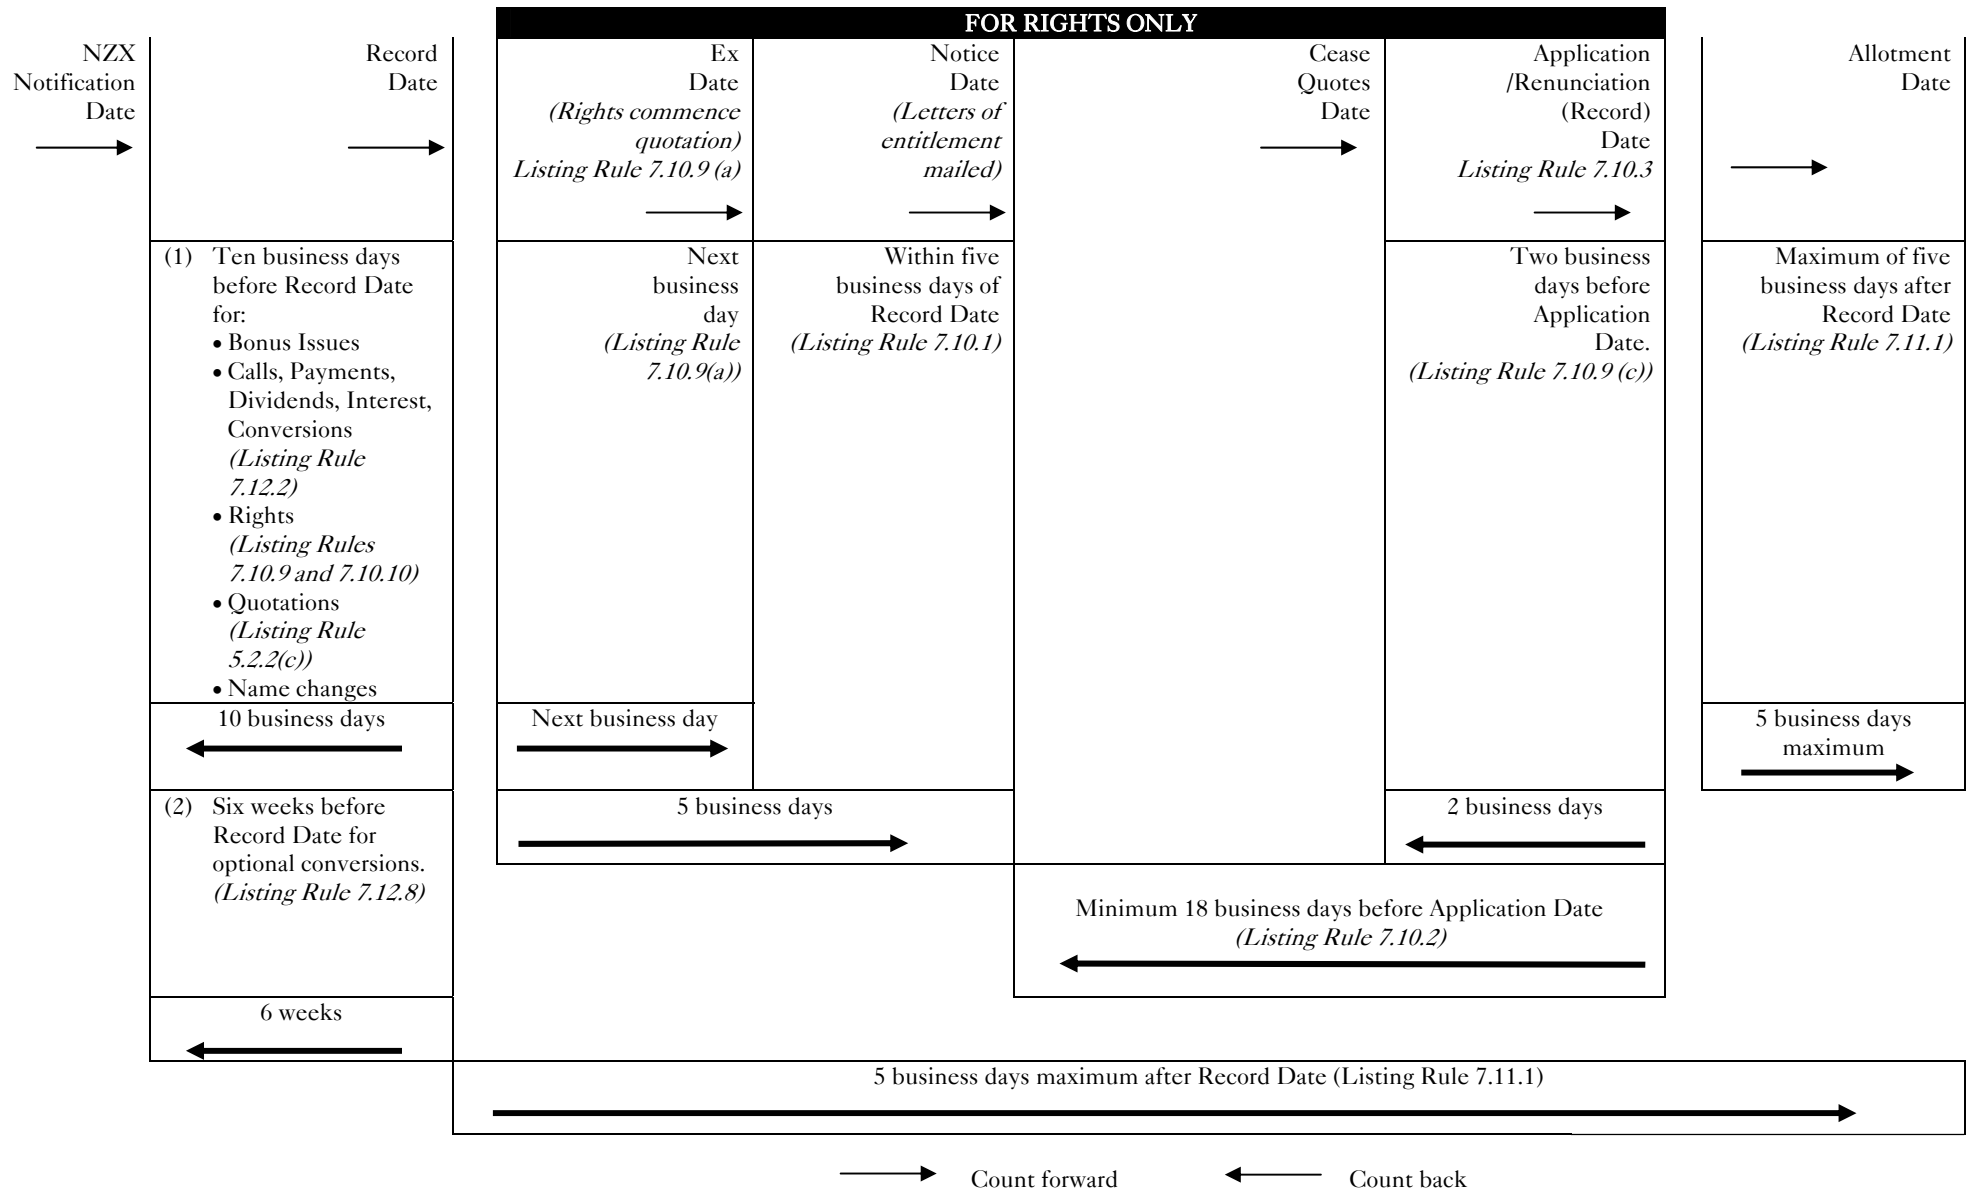 FOR RIGHTS ONLY
NZX
Notification
Date
Record
Date
Ex
Date
(Rights commence
quotation)
Listing Rule 7.10.9 (a)
Notice
Date
(Letters of
entitlement
mailed)
Cease
Quotes
Date
Application
/Renunciation
(Record)
Date
Listing Rule 7.10.3
Allotment
Date
(1) Ten business days
before Record Date
for:
• Bonus Issues
• Calls, Payments,
Dividends, Interest,
Conversions
(Listing Rule
7.12.2)
• Rights
(Listing Rules
7.10.9 and 7.10.10)
• Quotations
(Listing Rule
5.2.2(c))
• Name changes
Next
business
day
(Listing Rule
7.10.9(a))
Within five
business days of
Record Date
(Listing Rule 7.10.1)
Two business
days before
Application
Date.
(Listing Rule 7.10.9 (c))
Maximum of five
business days after
Record Date
(Listing Rule 7.11.1)
10 business days
Next business day
5 business days
maximum
(2) Six weeks before
Record Date for
optional conversions.
(Listing Rule 7.12.8)
5 business days
2 business days
Minimum 18 business days before Application Date
(Listing Rule 7.10.2)
6 weeks
5 business days maximum after Record Date (Listing Rule 7.11.1)
Count forward
Count back